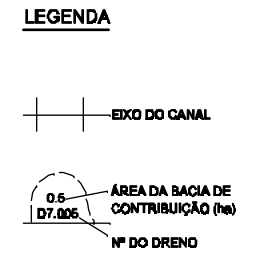 LEGENDA
EIXO DO CANAL
0.5
D7.005
ÁREA DA BACIA DE
CONTRIBUIÇÃO (ha)
Nº DO DRENO